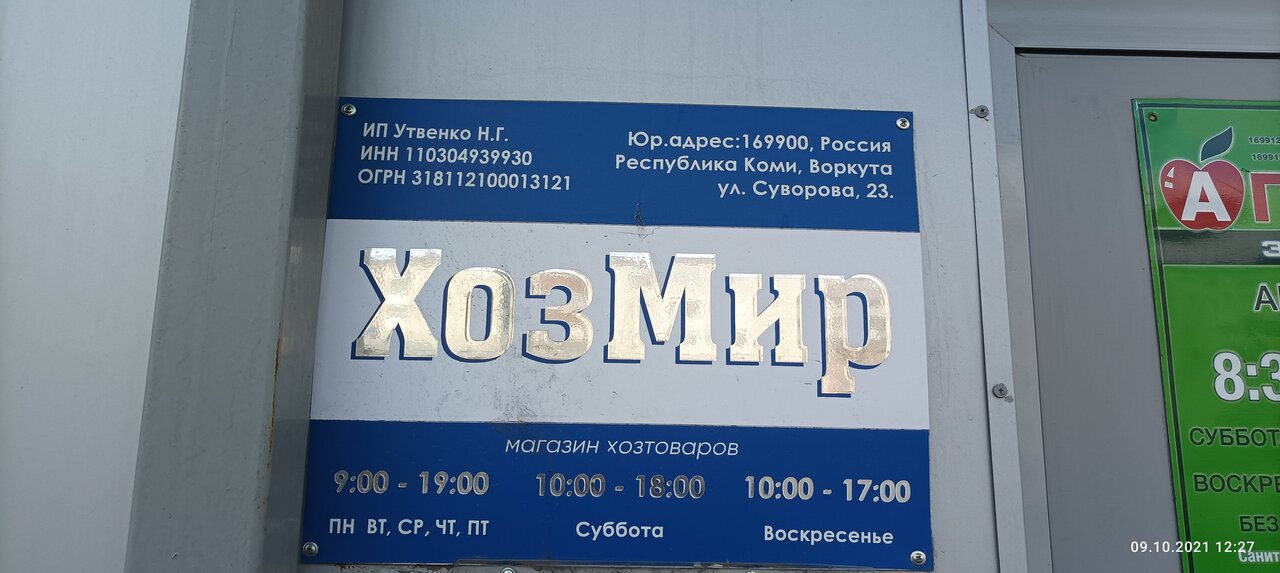 ИП Утвенко Н.Г.
ИНН 110304939930
ОГРН 318112100013121
Юр.адрес:169900, Россия
Республика Коми, Воркута
ул. Суворова, 23.
ХозМир
магазин хозтоваров
9:00 - 19:00 10:00 - 18:00 10:00 - 17:00
ПН ВТ, СР, ЧТ, ПТ Суббота Воскресенье
БЕЗ
09.10.2021 12:27